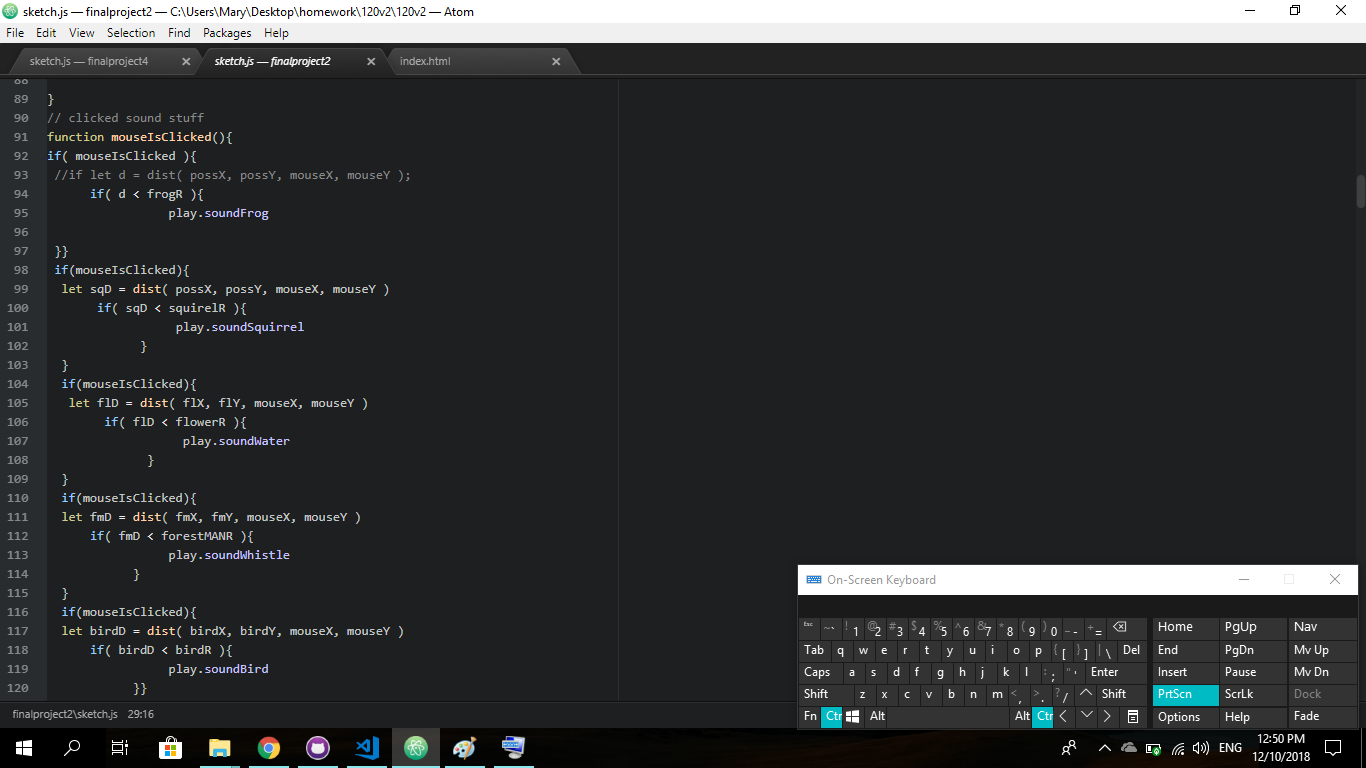 sketch.js — finalproject2 — C:\Users\Mary\Desktop\homework\120v2\120v2 — Atom
File Edit View Selection Find Packages Help
sketch.js — finalproject4 sketch.js — finalproject2 index.html
88
89 }
90 // clicked sound stuff
91 function mouseIsClicked(){
92 if( mouseIsClicked ){
93 //if let d = dist( possX, possY, mouseX, mouseY );
94 if( d < frogR ){
95 play.soundFrog
96
97 }}
98 if(mouseIsClicked){
99 let sqD = dist( possX, possY, mouseX, mouseY )
100 if( sqD < squirelR ){
101 play.soundSquirrel
102 }
103 }
104 if(mouseIsClicked){
105 let flD = dist( flX, flY, mouseX, mouseY )
106 if( flD < flowerR ){
107 play.soundWater
108 }
109 }
110 if(mouseIsClicked){
111 let fmD = dist( fmX, fmY, mouseX, mouseY )
112 if( fmD < forestMANR ){
113 play.soundWhistle
114 }
115 }
116 if(mouseIsClicked){
117 let birdD = dist( birdX, birdY, mouseX, mouseY )
118 if( birdD < birdR ){
119 play.soundBird
120 }}
On-Screen Keyboard
Esc ~ ` ! 1 @ 2 # 3 $ 4 % 5 ^ 6 & 7 * 8 ( 9 ) 0 _ - + = Home PgUp Nav
Tab q w e r t y u i o p { [ } ] | \ Del End PgDn Mv Up
Caps a s d f g h j k l : ; " ' Enter Insert Pause Mv Dn
Shift z x c v b n m < , > . ? / Shift PrtScn ScrLk Dock
Fn Ctr Alt Alt Ctr Options Help Fade
finalproject2\sketch.js 29:16
ENG 12:50 PM
12/10/2018